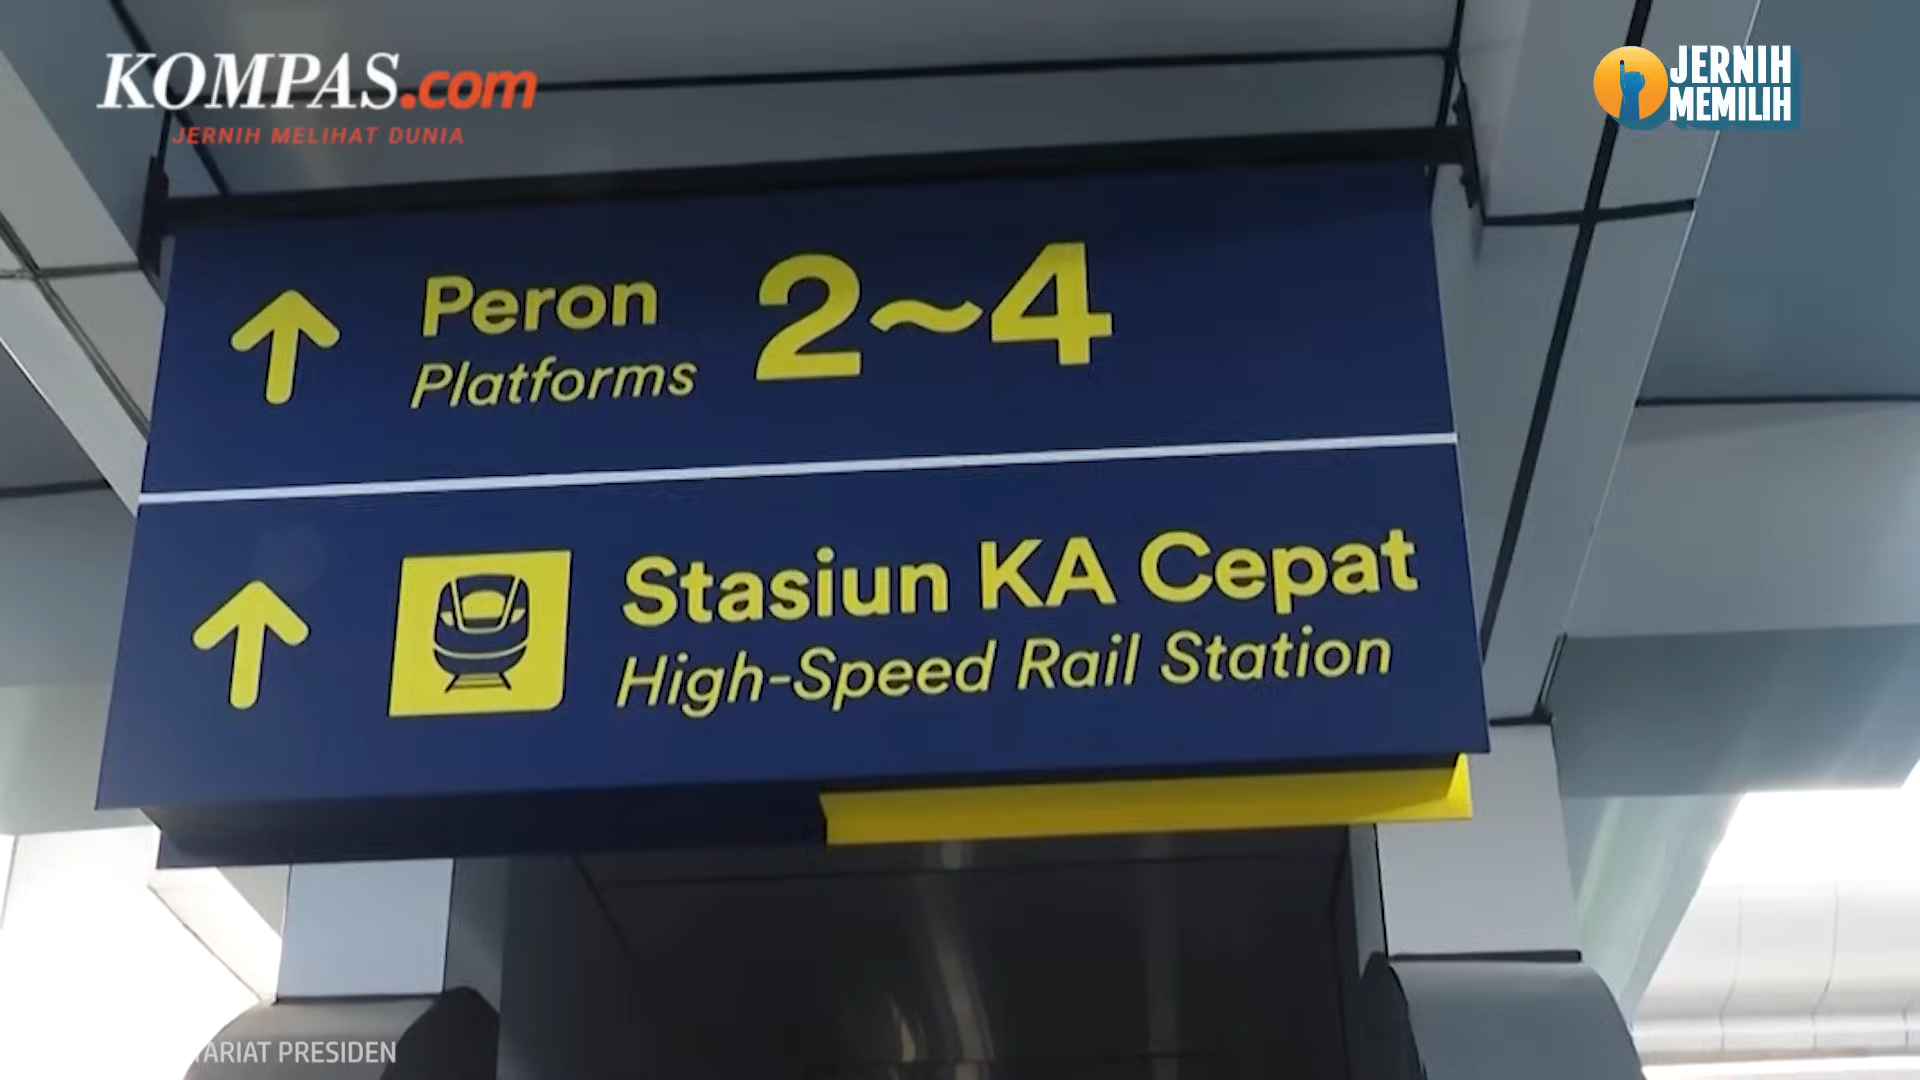 KOMPAS.com
JERNIH MELIHAT DUNIA
JERNIH
MEMILIH
Peron 2~4
Platforms
Stasiun KA Cepat
High-Speed Rail Station
PRESIDEN